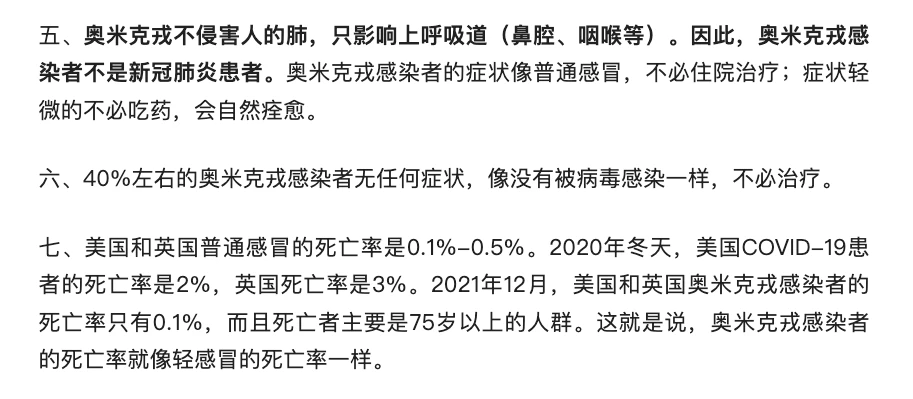 五、奥米克戎不侵害人的肺，只影响上呼吸道（鼻腔、咽喉等）。因此，奥米克戎感
染者不是新冠肺炎患者。奥米克戎感染者的症状像普通感冒，不必住院治疗；症状轻
微的不必吃药，会自然痊愈。
六、40%左右的奥米克戎感染者无任何症状，像没有被病毒感染一样，不必治疗。
七、美国和英国普通感冒的死亡率是0.1%–0.5%。2020年冬天，美国COVID–19患
者的死亡率是2%，英国死亡率是3%。2021年12月，美国和英国奥米克戎感染者的
死亡率只有0.1%，而且死亡者主要是75岁以上的人群。这就是说，奥米克戎感染者
的死亡率就像轻感冒的死亡率一样。